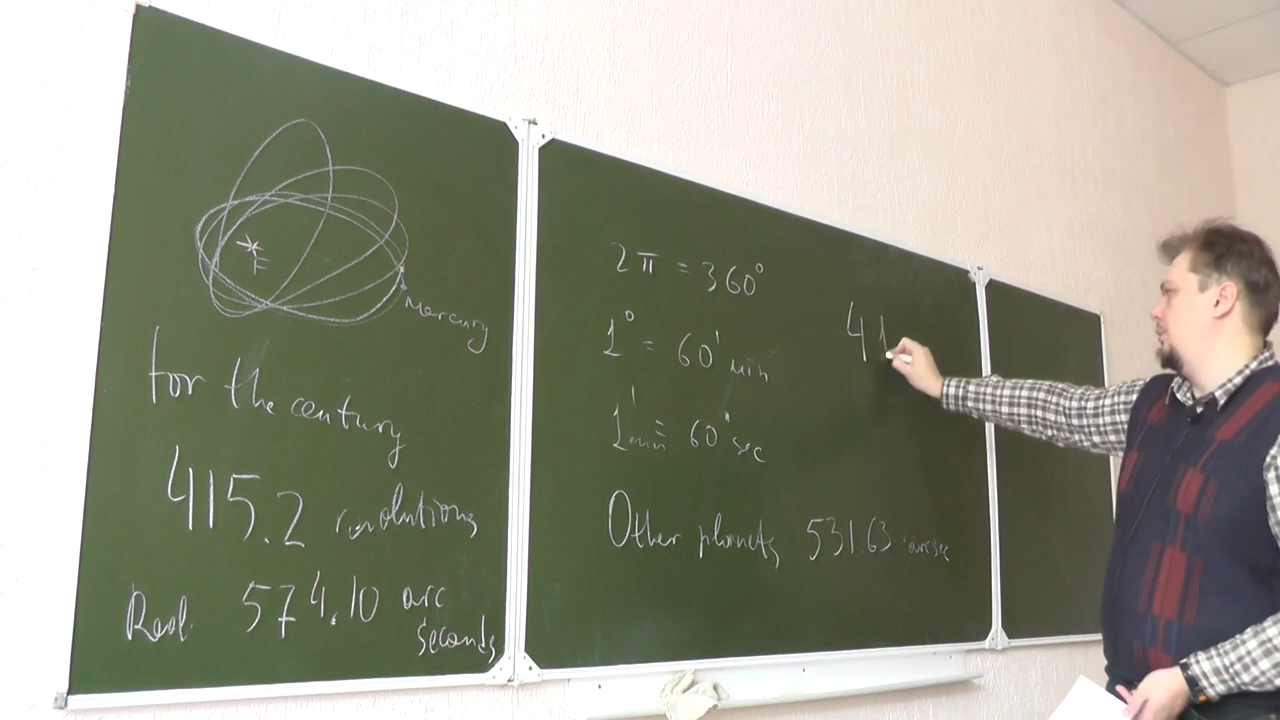 Mercury
for the century
415.2 revolutions
Real. 574.10 arc
seconds
2π = 360°
1° = 60' min
1' min = 60" sec
Other planets 531.63 arcsec
41